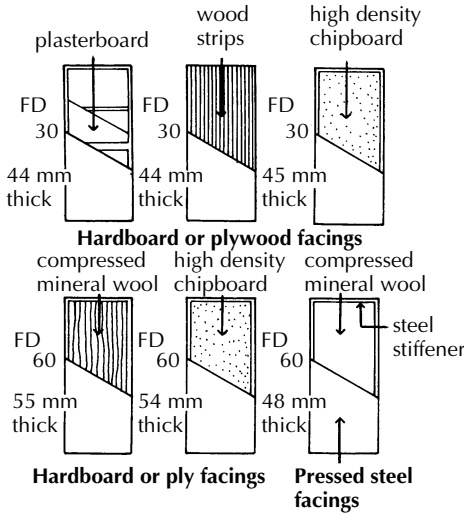 plasterboard
wood
strips
high density
chipboard
FD
30
44 mm
thick
FD
30
44 mm
thick
FD
30
45 mm
thick
Hardboard or plywood facings
compressed
mineral wool
high density
chipboard
compressed
mineral wool
steel
stiffener
FD
60
55 mm
thick
FD
60
54 mm
thick
FD
60
48 mm
thick
Hardboard or ply facings
Pressed steel
facings